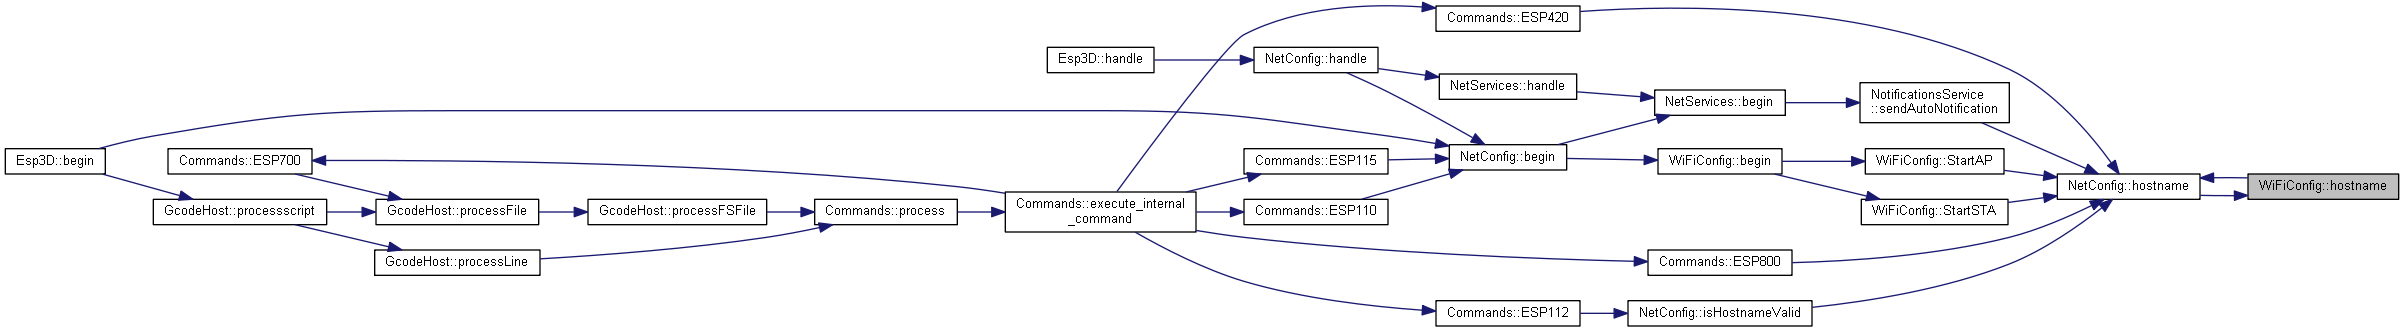 Commands::ESP420
Esp3D::handle
NetConfig::handle
NetServices::handle
NetServices::begin
NotificationsService
::sendAutoNotification
Esp3D::begin
Commands::ESP700
Commands::ESP115
NetConfig::begin
WiFiConfig::begin
WiFiConfig::StartAP
NetConfig::hostname
WiFiConfig::hostname
GcodeHost::processscript
GcodeHost::processFile
GcodeHost::processFSFile
Commands::process
Commands::execute_internal
_command
Commands::ESP110
WiFiConfig::StartSTA
GcodeHost::processLine
Commands::ESP800
Commands::ESP112
NetConfig::isHostnameValid